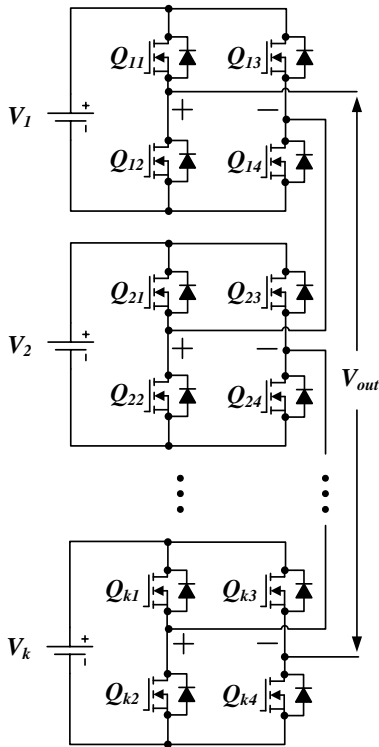 Q11
Q13
V1
+
-
+
−
Q12
Q14
Q21
Q23
V2
+
-
+
−
Q22
Q24
Vout
Qk1
Qk3
Vk
+
-
+
−
Qk2
Qk4